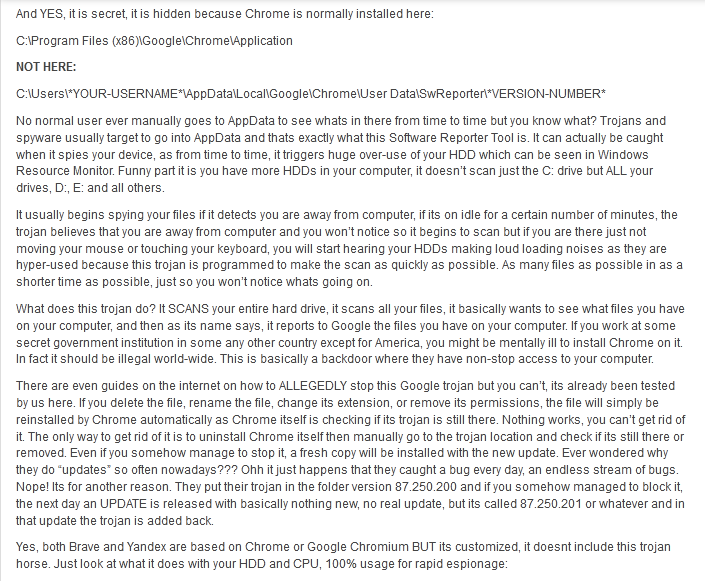 And YES, it is secret, it is hidden because Chrome is normally installed here:
C:\Program Files (x86)\Google\Chrome\Application
NOT HERE:
C:\Users\*YOUR-USERNAME*\AppData\Local\Google\Chrome\User Data\SwReporter\*VERSION-NUMBER*
No normal user ever manually goes to AppData to see whats in there from time to time but you know what? Trojans and
spyware usually target to go into AppData and thats exactly what this Software Reporter Tool is. It can actually be caught
when it spies your device, as from time to time, it triggers huge over-use of your HDD which can be seen in Windows
Resource Monitor. Funny part it is you have more HDDs in your computer, it doesn't scan just the C: drive but ALL your
drives, D:, E: and all others.
It usually begins spying your files if it detects you are away from computer, if its on idle for a certain number of minutes, the
trojan believes that you are away from computer and you won't notice so it begins to scan but if you are there just not
moving your mouse or touching your keyboard, you will start hearing your HDDs making loud loading noises as they are
hyper-used because this trojan is programmed to make the scan as quickly as possible. As many files as possible in as a
shorter time as possible, just so you won't notice whats going on.
What does this trojan do? It SCANS your entire hard drive, it scans all your files, it basically wants to see what files you have
on your computer, and then as its name says, it reports to Google the files you have on your computer. If you work at some
secret government institution in some any other country except for America, you might be mentally ill to install Chrome on it.
In fact it should be illegal world-wide. This is basically a backdoor where they have non-stop access to your computer.
There are even guides on the internet on how to ALLEGEDLY stop this Google trojan but you can't, its already been tested
by us here. If you delete the file, rename the file, change its extension, or remove its permissions, the file will simply be
reinstalled by Chrome automatically as Chrome itself is checking if its trojan is still there. Nothing works, you can't get rid of
it. The only way to get rid of it is to uninstall Chrome itself then manually go to the trojan location and check if its still there or
removed. Even if you somehow manage to stop it, a fresh copy will be installed with the new update. Ever wondered why
they do "updates" so often nowadays??? Ohh it just happens that they caught a bug every day, an endless stream of bugs.
Nope! Its for another reason. They put their trojan in the folder version 87.250.200 and if you somehow managed to block it,
the next day an UPDATE is released with basically nothing new, no real update, but its called 87.250.201 or whatever and in
that update the trojan is added back.
Yes, both Brave and Yandex are based on Chrome or Google Chromium BUT its customized, it doesnt include this trojan
horse. Just look at what it does with your HDD and CPU, 100% usage for rapid espionage: